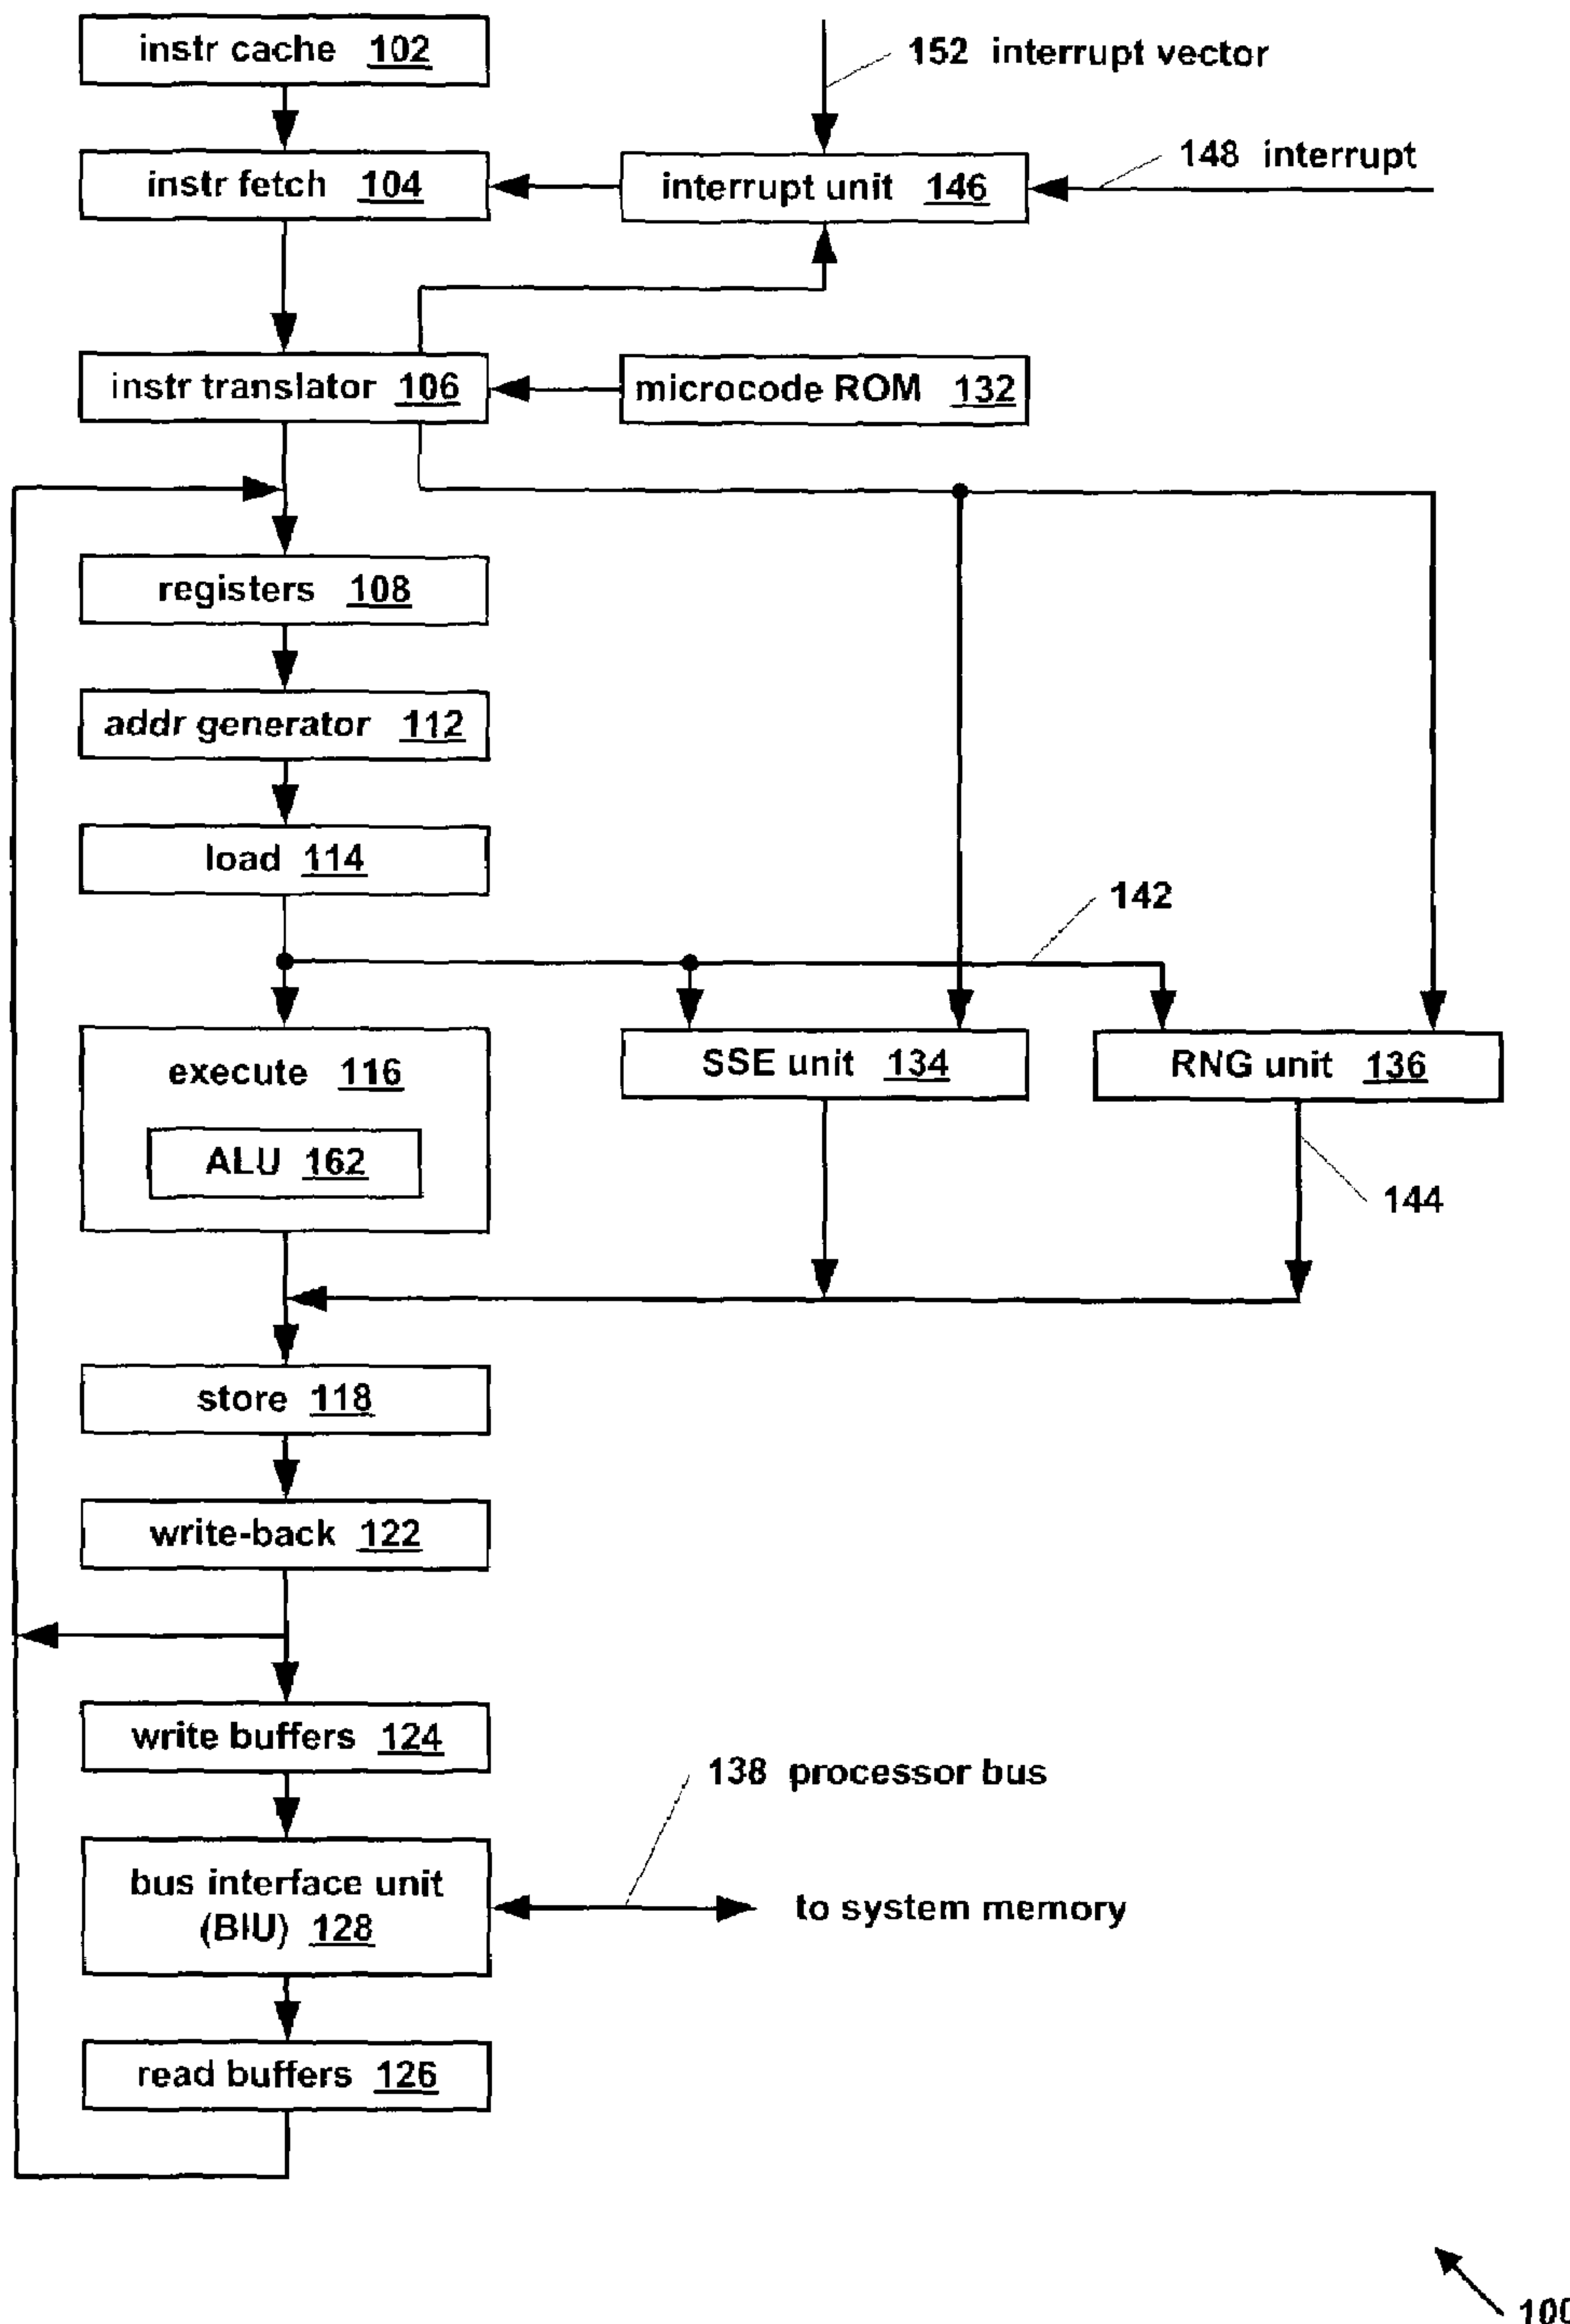 instr cache 102
152 interrupt vector
148 interrupt
instr fetch 104
interrupt unit 146
instr translator 106
microcode ROM 132
registers 108
addr generator 112
load 114
142
execute 116
SSE unit 134
RNG unit 136
ALU 162
144
store 118
write-back 122
write buffers 124
138 processor bus
bus interface unit
(BIU) 128
to system memory
read buffers 126
100